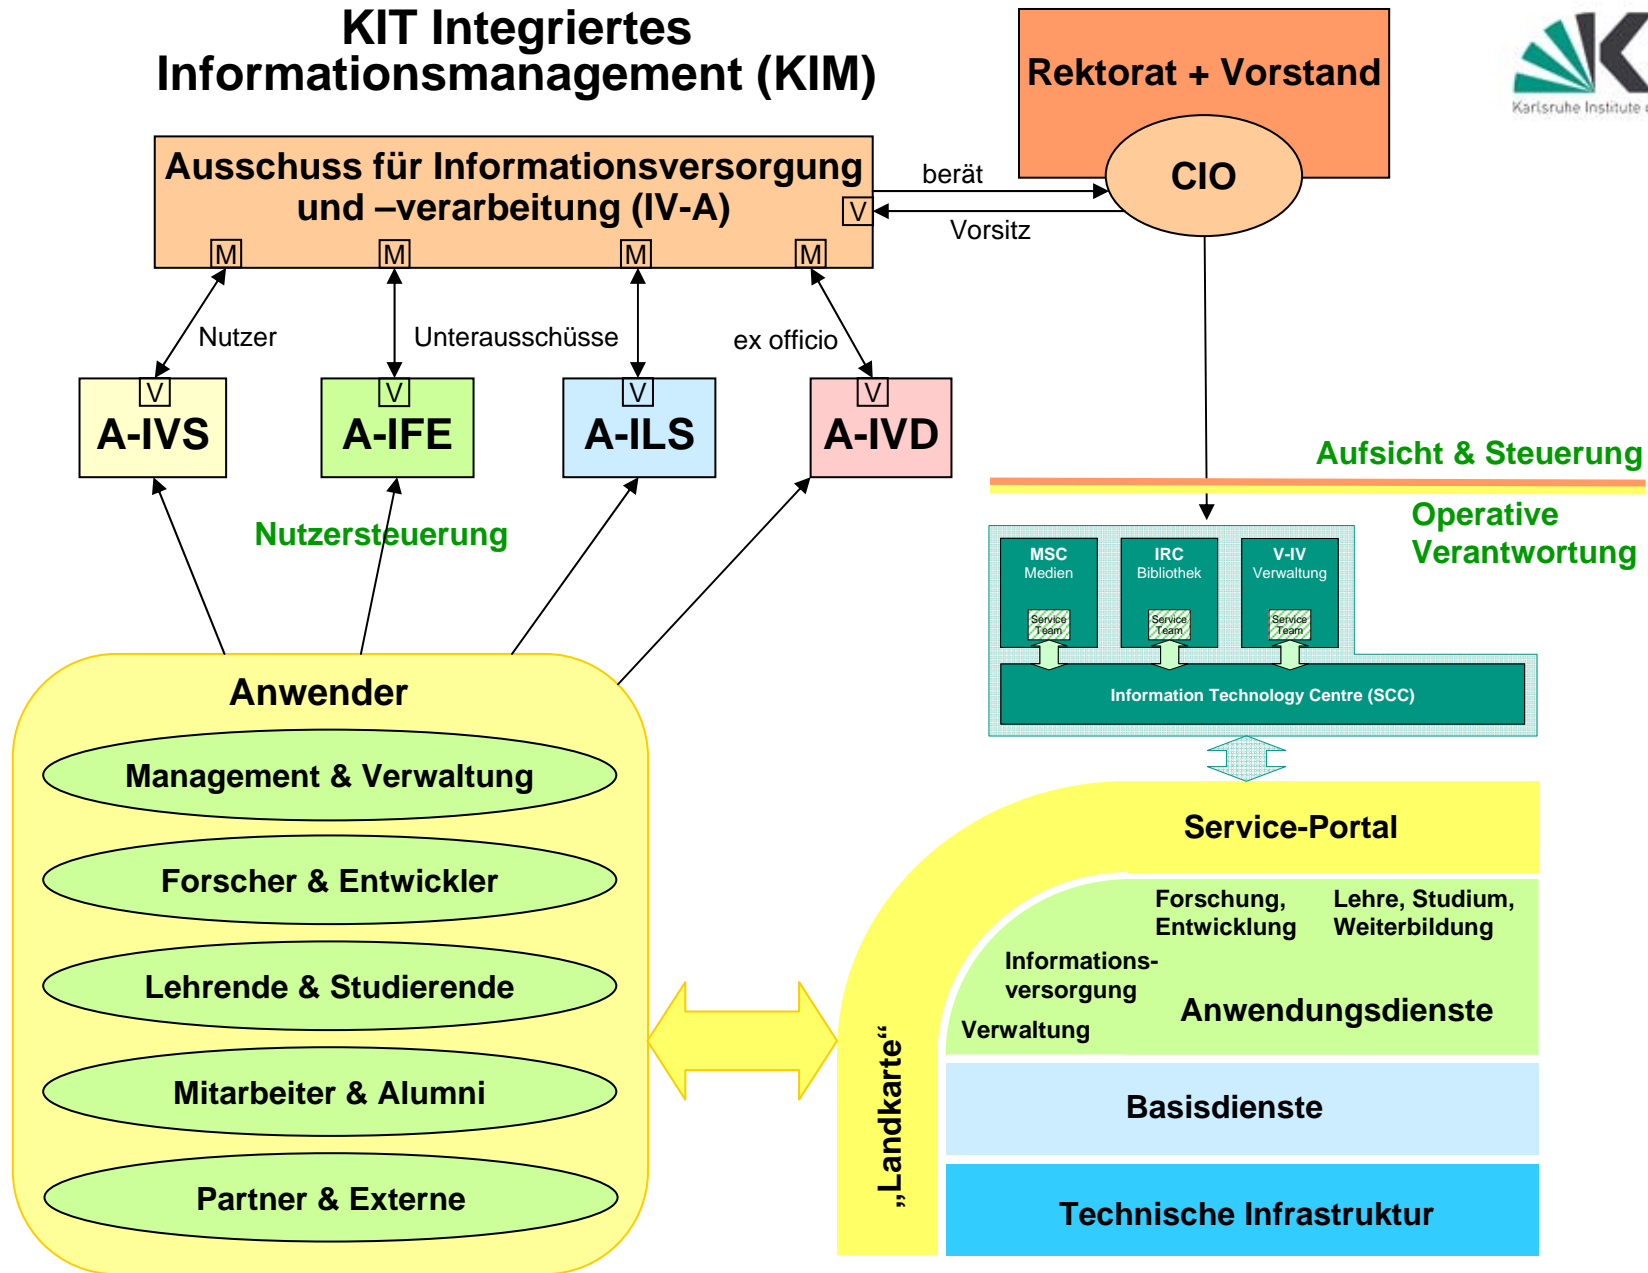 KIT Integriertes
Informationsmanagement (KIM)
Rektorat + Vorstand
CIO
Karlsruhe Institute
Ausschuss für Informationsversorgung
und –verarbeitung (IV-A)
V
M
M
M
M
berät
Vorsitz
Nutzer
Unterausschüsse
ex officio
V
A-IVS
V
A-IFE
V
A-ILS
V
A-IVD
Nutzersteuerung
Aufsicht & Steuerung
Operative
Verantwortung
MSC
Medien
Service
Team
IRC
Bibliothek
Service
Team
V-IV
Verwaltung
Service
Team
Information Technology Centre (SCC)
Anwender
Management & Verwaltung
Forscher & Entwickler
Lehrende & Studierende
Mitarbeiter & Alumni
Partner & Externe
Service-Portal
„Landkarte“
Forschung,
Entwicklung
Lehre, Studium,
Weiterbildung
Informations-
versorgung
Verwaltung
Anwendungsdienste
Basisdienste
Technische Infrastruktur